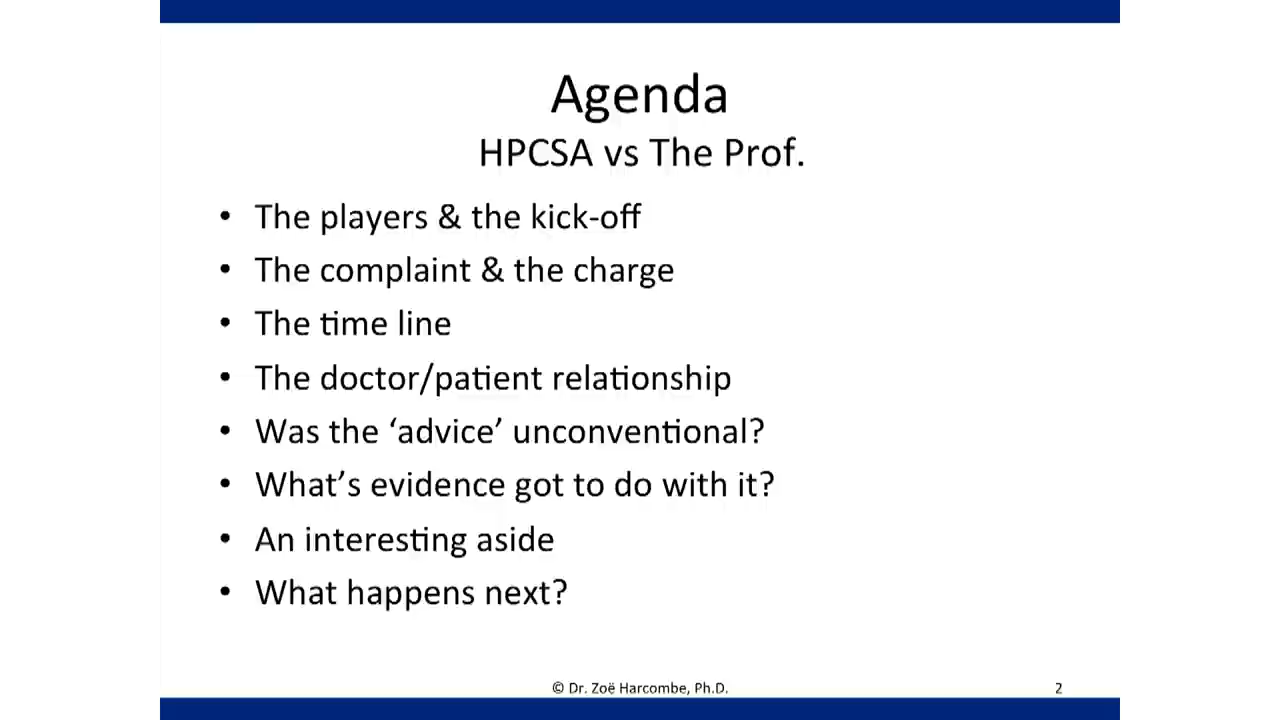 Agenda
HPCSA vs The Prof.
• The players & the kick-off
• The complaint & the charge
• The time line
• The doctor/patient relationship
• Was the ‘advice’ unconventional?
• What’s evidence got to do with it?
• An interesting aside
• What happens next?
© Dr. Zoë Harcombe, Ph.D.
2